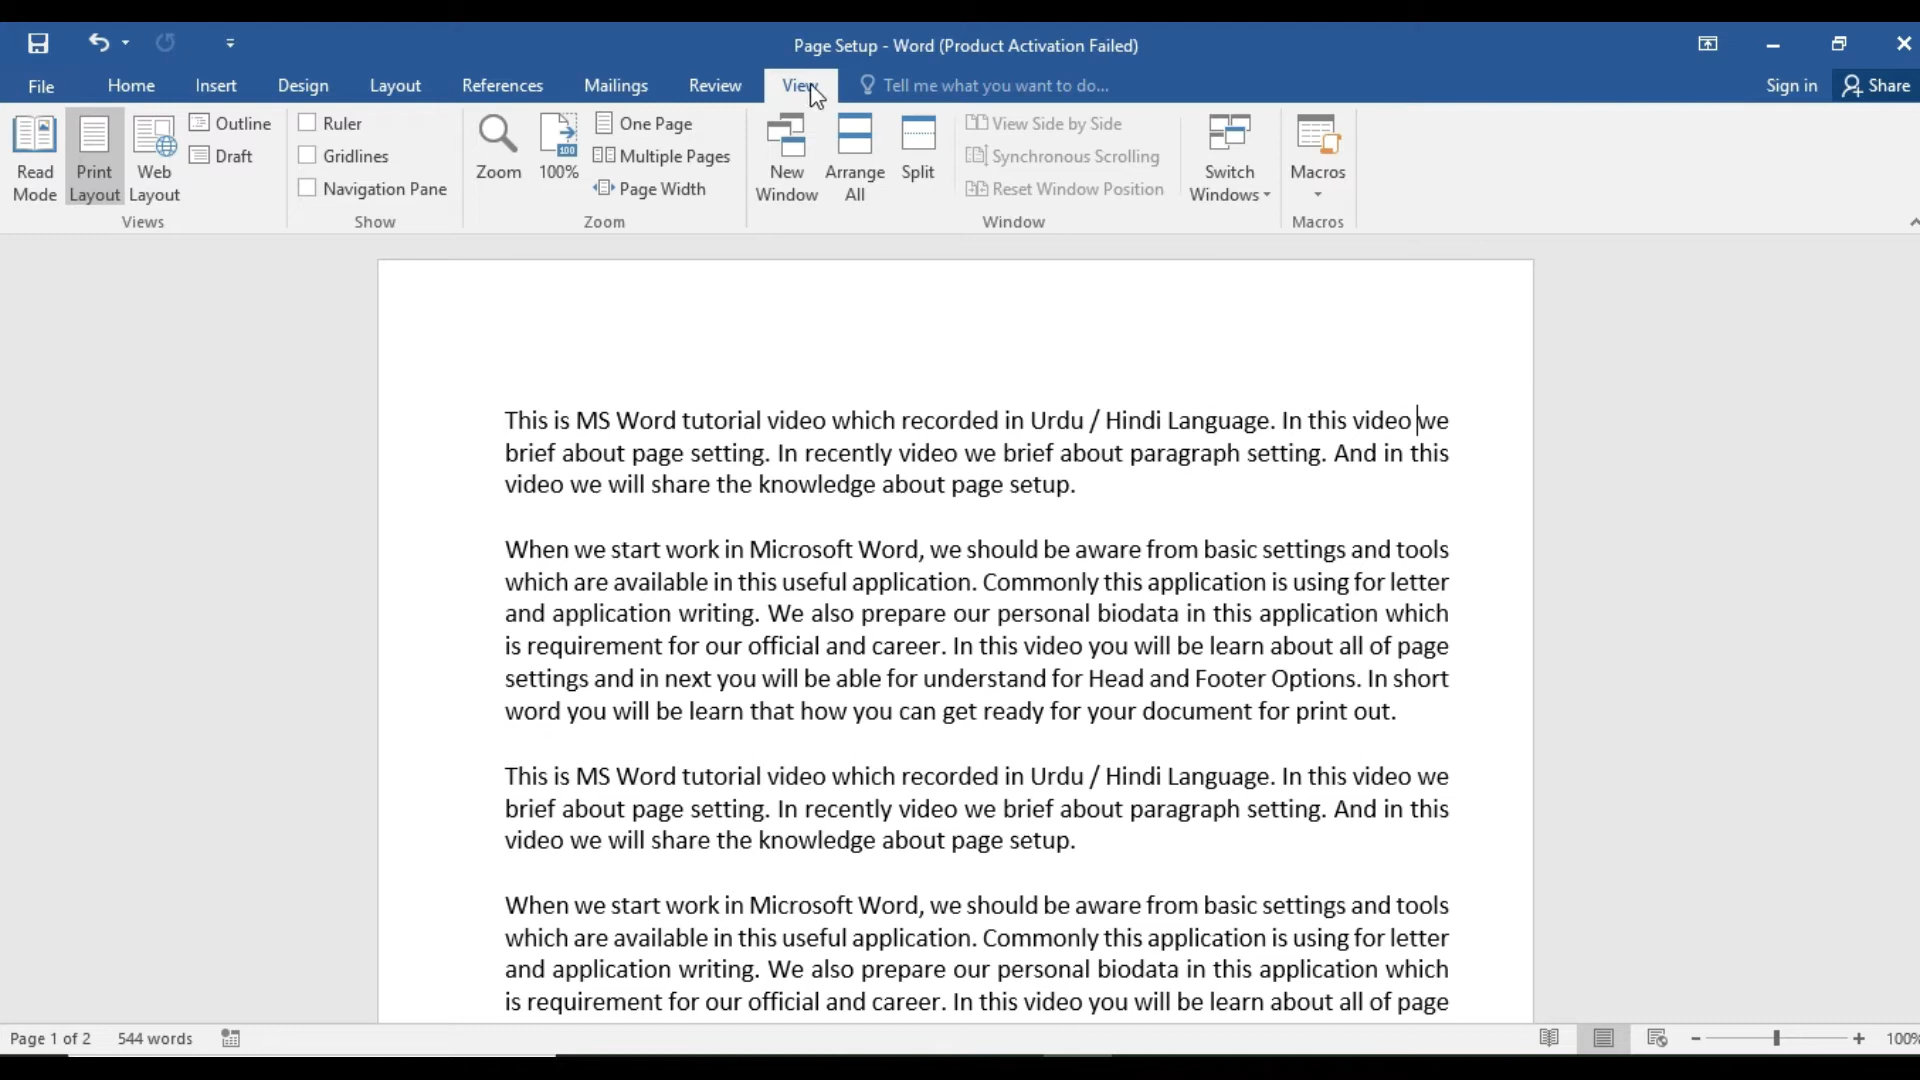 Page Setup - Word (Product Activation Failed)
File Home Insert Design Layout References Mailings Review View Tell me what you want to do... Sign in Share
Read Mode
Print Layout
Web Layout
Outline
Draft
Views
Ruler
Gridlines
Navigation Pane
Show
Zoom
100
100%
One Page
Multiple Pages
Page Width
Zoom
New Window
Arrange All
Split
View Side by Side
Synchronous Scrolling
Reset Window Position
Switch Windows
Window
Macros
Macros
This is MS Word tutorial video which recorded in Urdu / Hindi Language. In this video we
brief about page setting. In recently video we brief about paragraph setting. And in this
video we will share the knowledge about page setup.
When we start work in Microsoft Word, we should be aware from basic settings and tools
which are available in this useful application. Commonly this application is using for letter
and application writing. We also prepare our personal biodata in this application which
is requirement for our official and career. In this video you will be learn about all of page
settings and in next you will be able for understand for Head and Footer Options. In short
word you will be learn that how you can get ready for your document for print out.
This is MS Word tutorial video which recorded in Urdu / Hindi Language. In this video we
brief about page setting. In recently video we brief about paragraph setting. And in this
video we will share the knowledge about page setup.
When we start work in Microsoft Word, we should be aware from basic settings and tools
which are available in this useful application. Commonly this application is using for letter
and application writing. We also prepare our personal biodata in this application which
is requirement for our official and career. In this video you will be learn about all of page
Page 1 of 2 544 words 100%